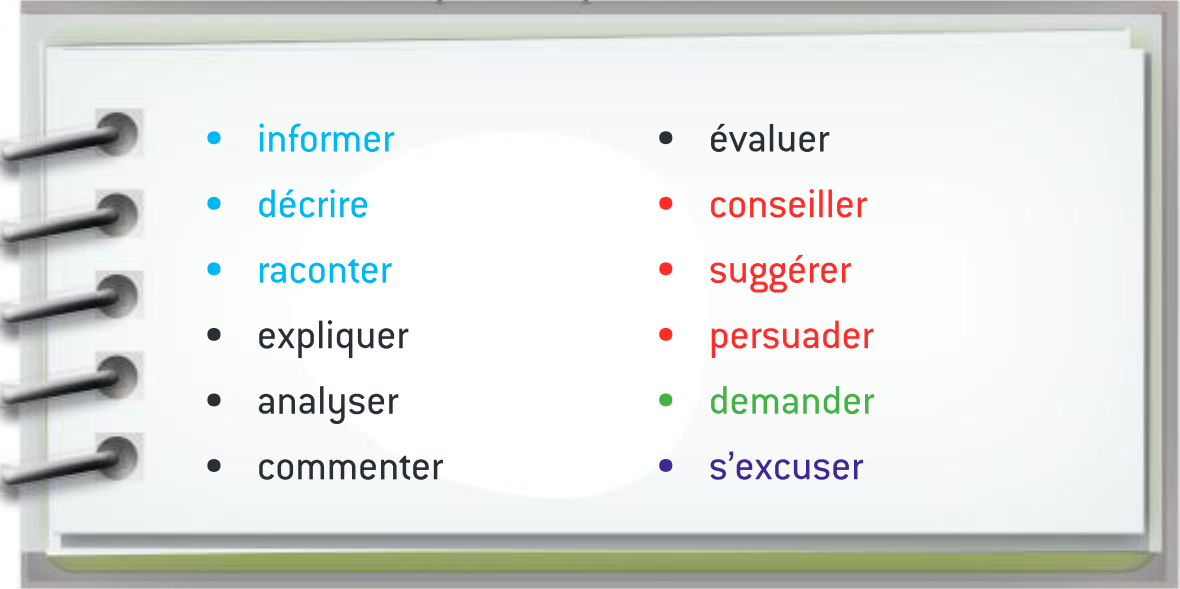 • informer
• décrire
• raconter
• expliquer
• analyser
• commenter
• évaluer
• conseiller
• suggérer
• persuader
• demander
• s'excuser